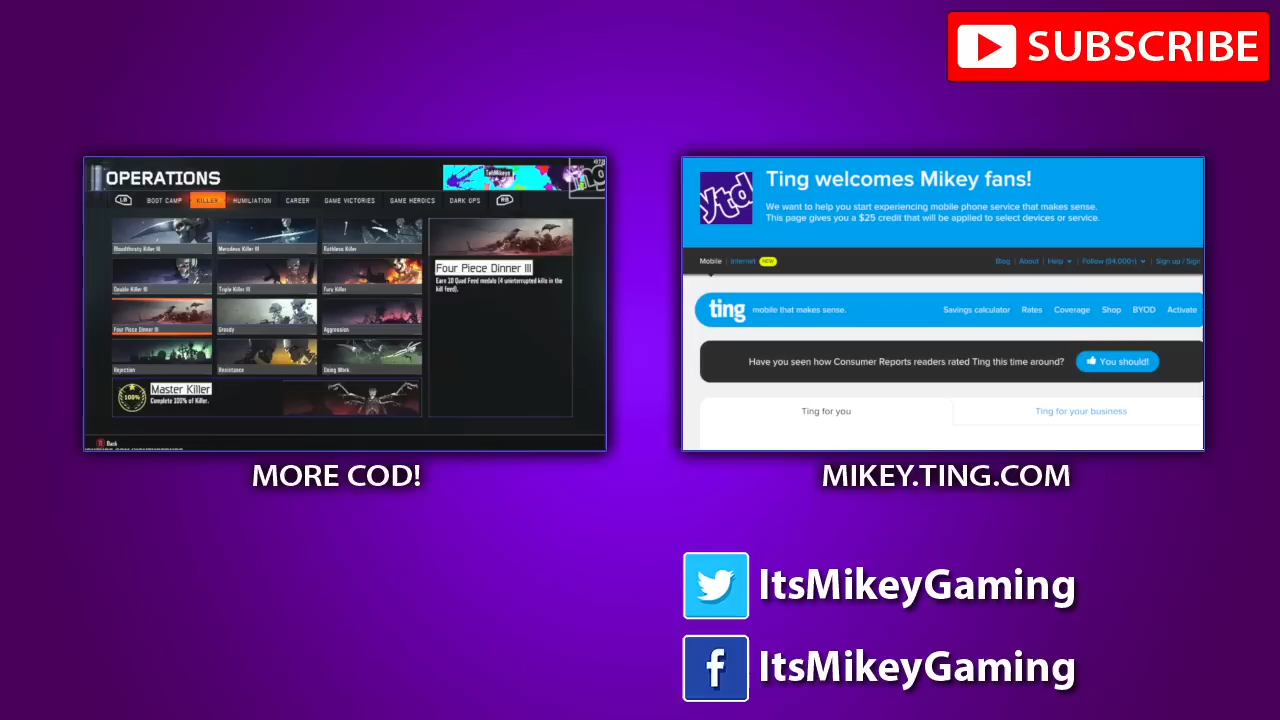 SUBSCRIBE
OPERATIONS
TahMikeys
LB BOOT CAMP KILLER HUMILIATION CAREER GAME VICTORIES GAME HEROICS DARK OPS RB
Bloodthirsty Killer III Merciless Killer III Ruthless Killer
Double Killer III Triple Killer III Fury Killer
Four Piece Dinner III Greedy Aggression
Rejection Resistance Doing Work
Four Piece Dinner III
Earn 10 Quad Feed medals (4 uninterrupted kills in the
kill feed).
100% Master Killer
Complete 100% of Killer.
Back
MORE COD!
ytd
Ting welcomes Mikey fans!
We want to help you start experiencing mobile phone service that makes sense.
This page gives you a $25 credit that will be applied to select devices or service.
Mobile Internet NEW Blog About Help Follow (94,000+) Sign up / Sign
ting mobile that makes sense. Savings calculator Rates Coverage Shop BYOD Activate
Have you seen how Consumer Reports readers rated Ting this time around? You should!
Ting for you Ting for your business
MIKEY.TING.COM
ItsMikeyGaming
ItsMikeyGaming